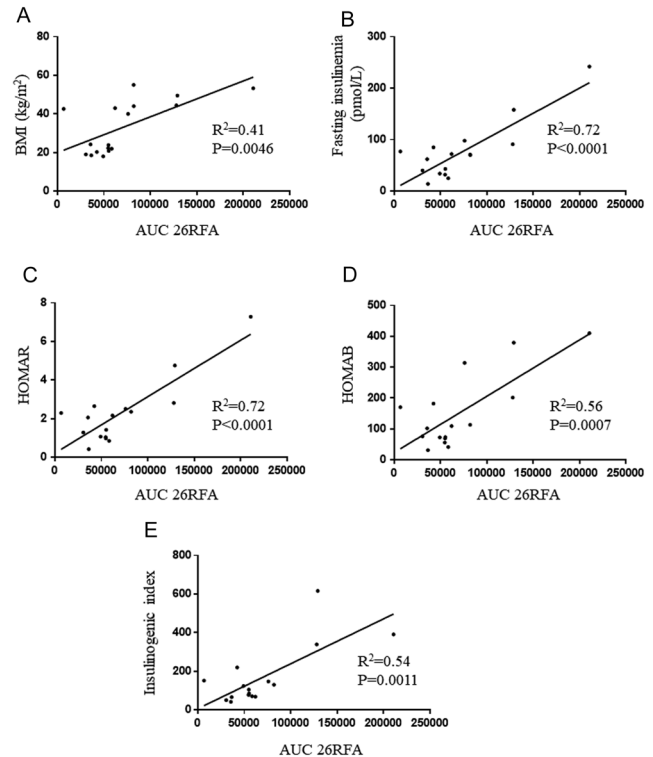 A
BMI (kg/m²)
80
60
40
20
0
R²=0.41
P=0.0046
0 50000 100000 150000 200000 250000
AUC 26RFA
B
Fasting insulinemia
(pmol/L)
300
200
100
0
R²=0.72
P<0.0001
0 50000 100000 150000 200000 250000
AUC 26RFA
C
HOMAR
8
6
4
2
0
R²=0.72
P<0.0001
0 50000 100000 150000 200000 250000
AUC 26RFA
D
HOMAB
500
400
300
200
100
0
R²=0.56
P=0.0007
0 50000 100000 150000 200000 250000
AUC 26RFA
E
Insulinogenic index
800
600
400
200
0
R²=0.54
P=0.0011
0 50000 100000 150000 200000 250000
AUC 26RFA